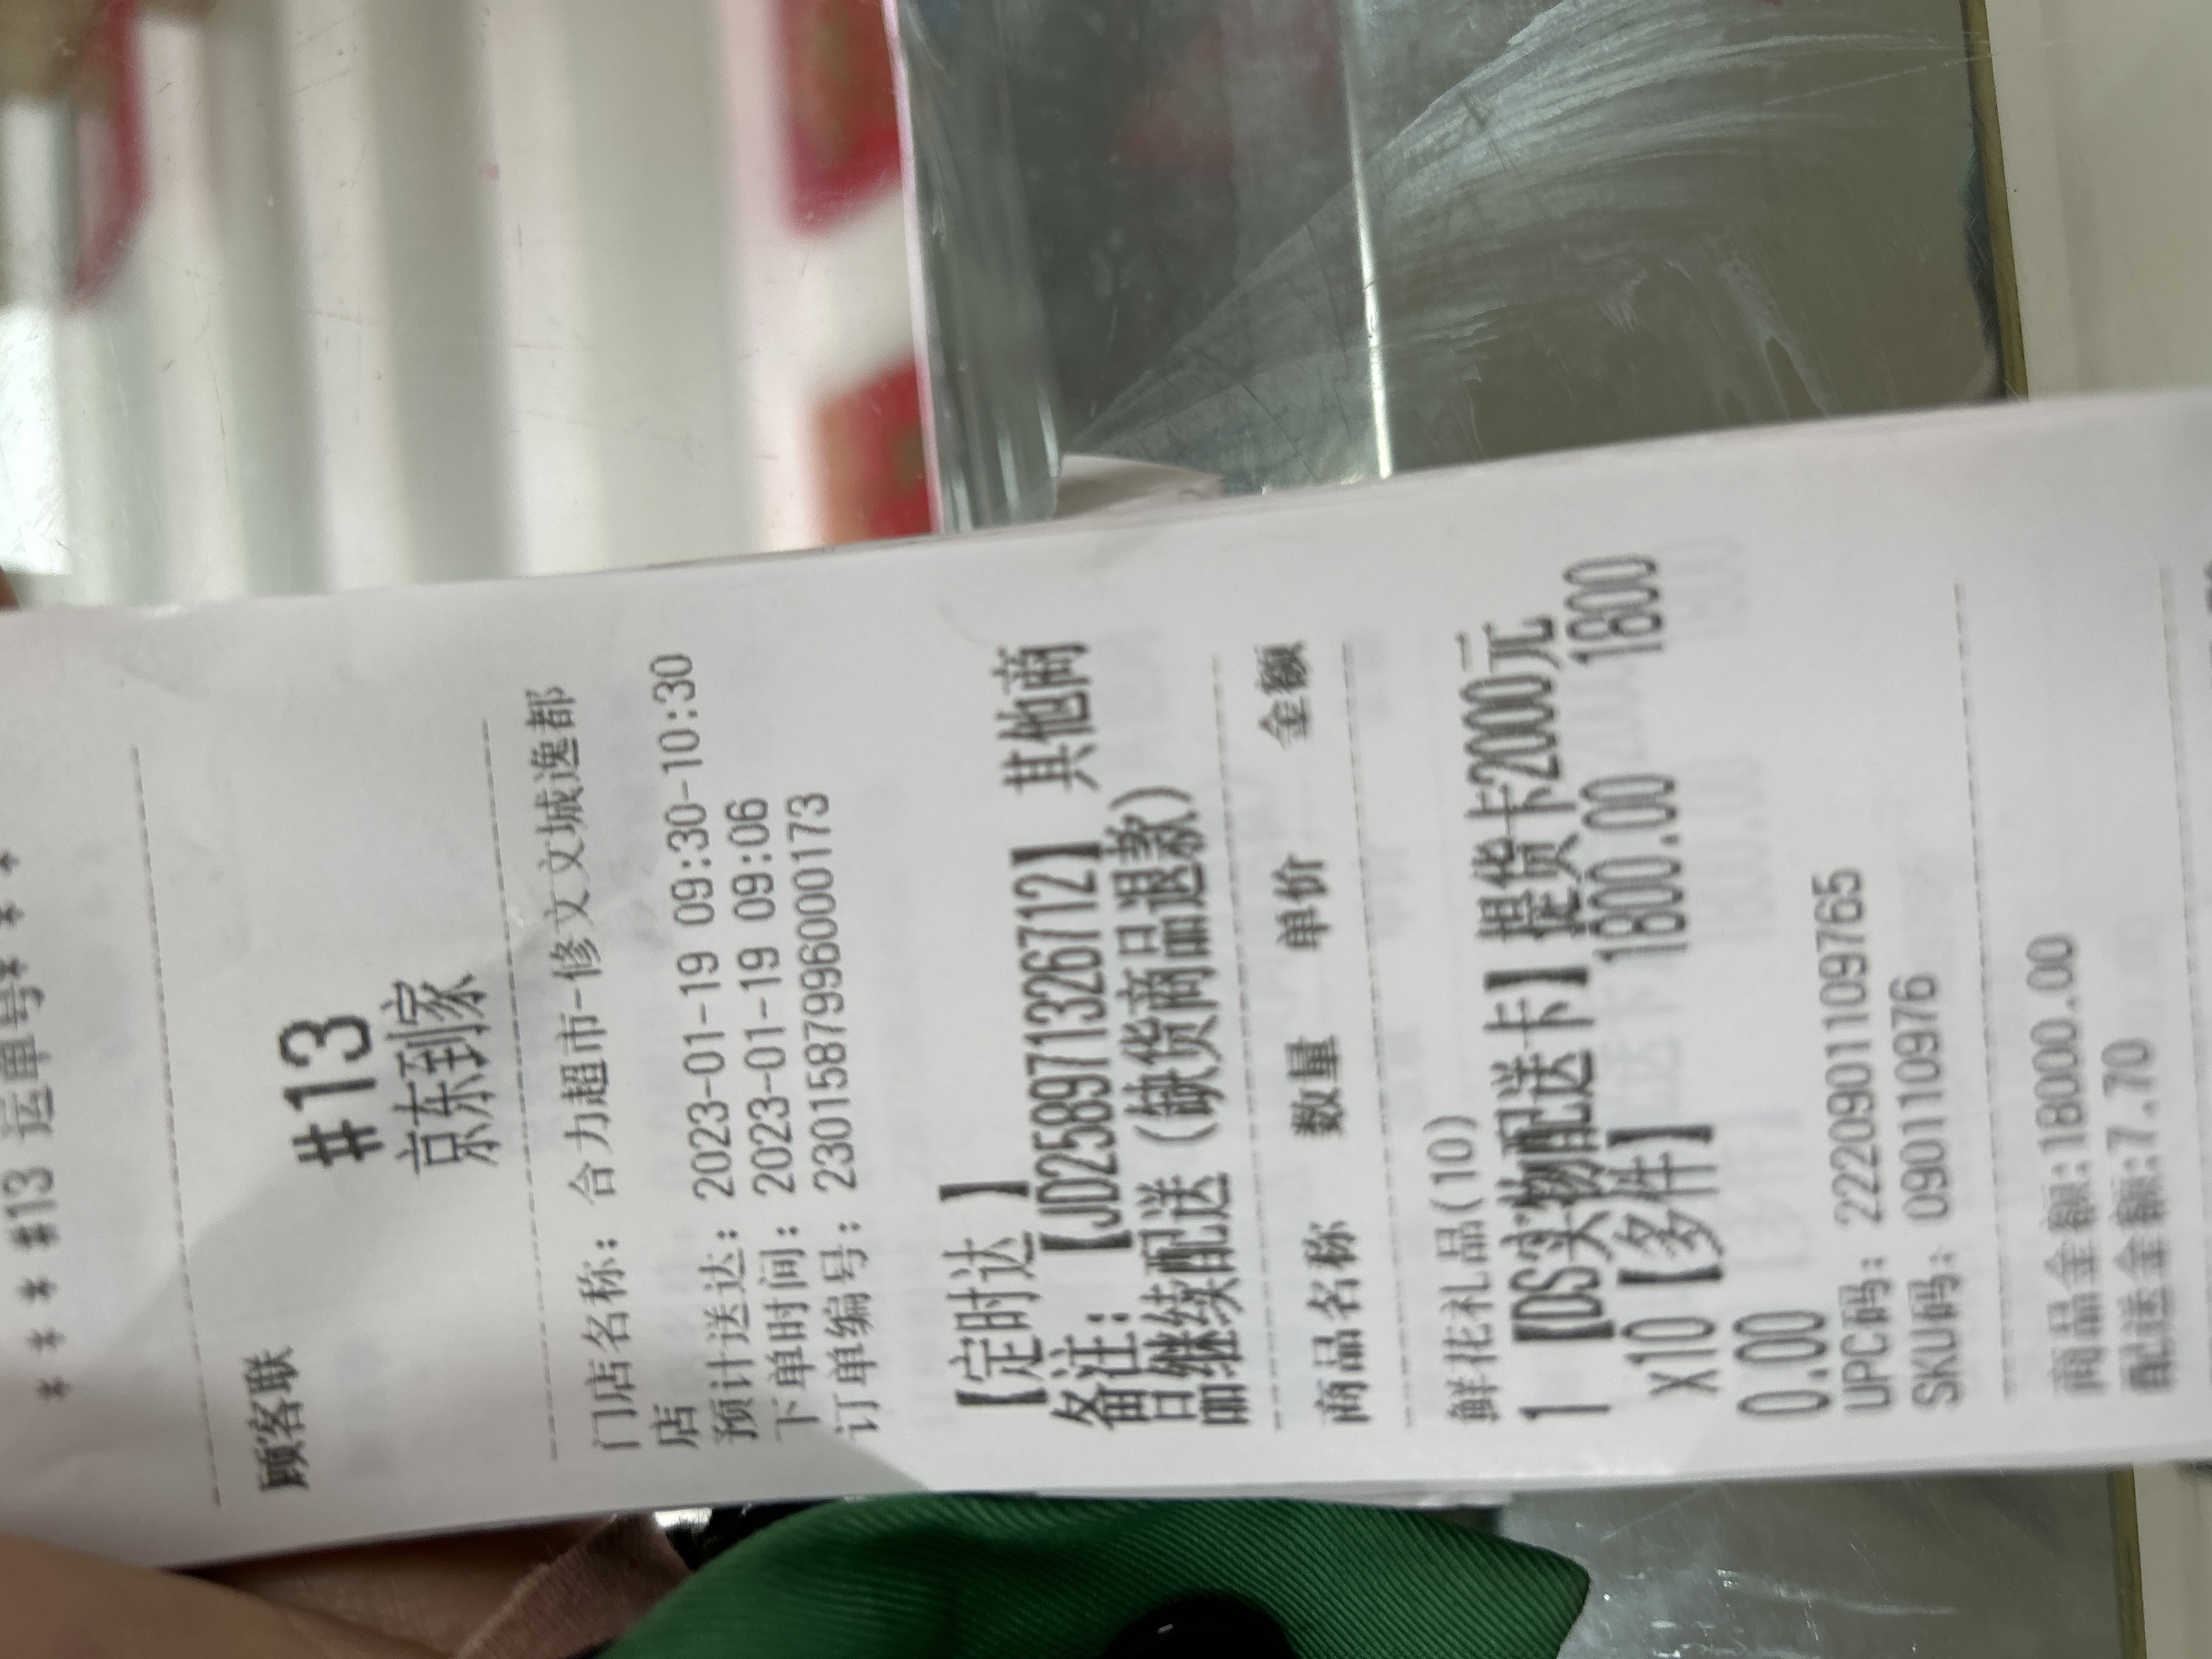 ****#13 运单号***
顾客联
#13
京东到家
门店名称: 合力超市-修文文城逸都
店
预计送达: 2023-01-19 09:30-10:30
下单时间: 2023-01-19 09:06
订单编号: 2301587996000173
【定时达 】
备注: 【JD258971326712】 其他商
品继续配送 (缺货商品退款)
商品名称 数量 单价 金额
鲜花礼品(10)
1 【DS实物配送卡】提货卡2000元
x10【多件】 1800.00 1800
0.00
UPC码: 2220901109765
SKU码: 090110976
商品金额:18000.00
配送金额:7.70